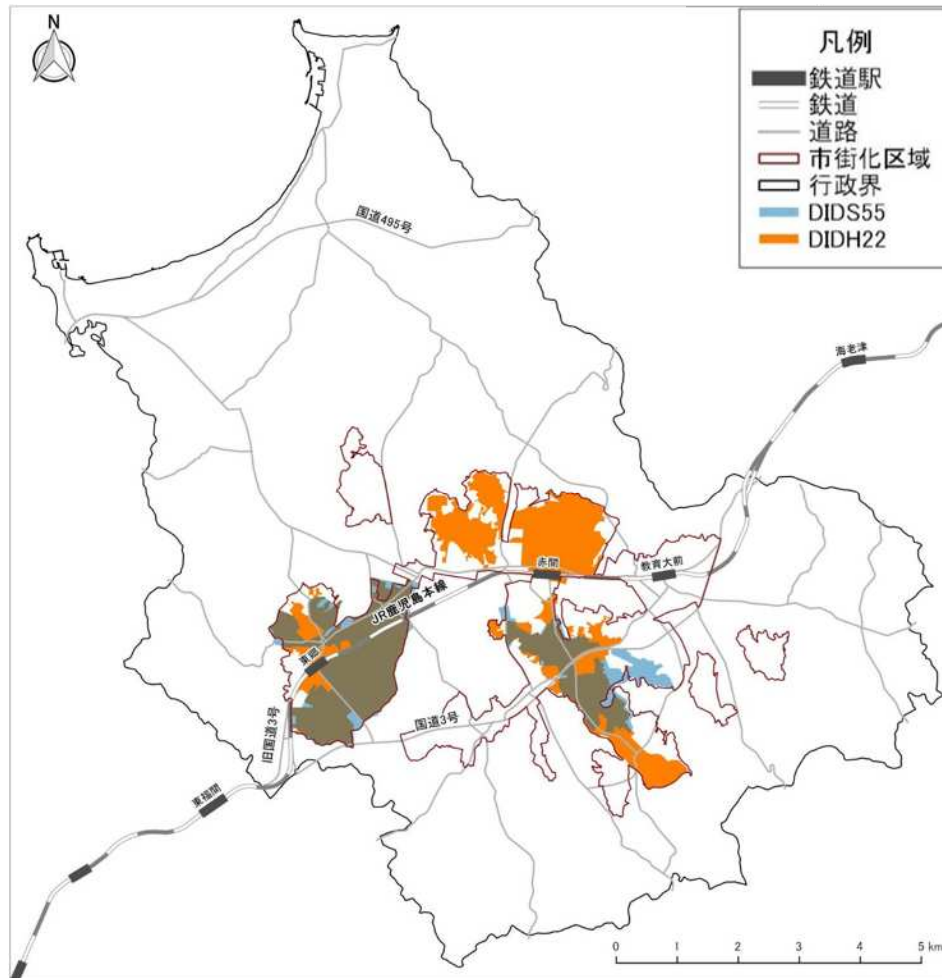 N
凡例
鉄道駅
鉄道
道路
市街化区域
行政界
DIDS55
DIDH22
国道495号
海老津
赤間
教育大前
JR鹿児島本線
東郷
国道3号
旧国道3号
東福間
0 1 2 3 4 5 km